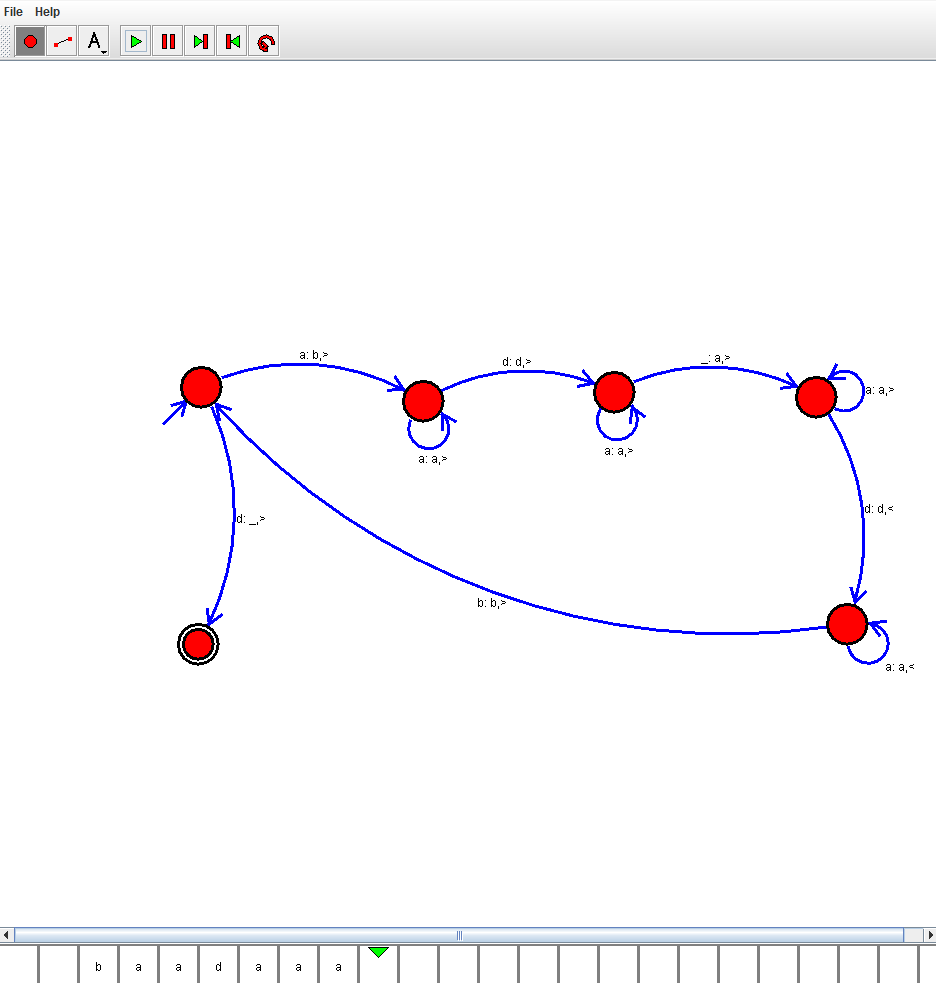 File Help
A
a: b,>
d: d,>
_: a,>
a: a,>
a: a,>
a: a,>
d: d,<
d: _,>
b: b,>
a: a,<
b a a d a a a